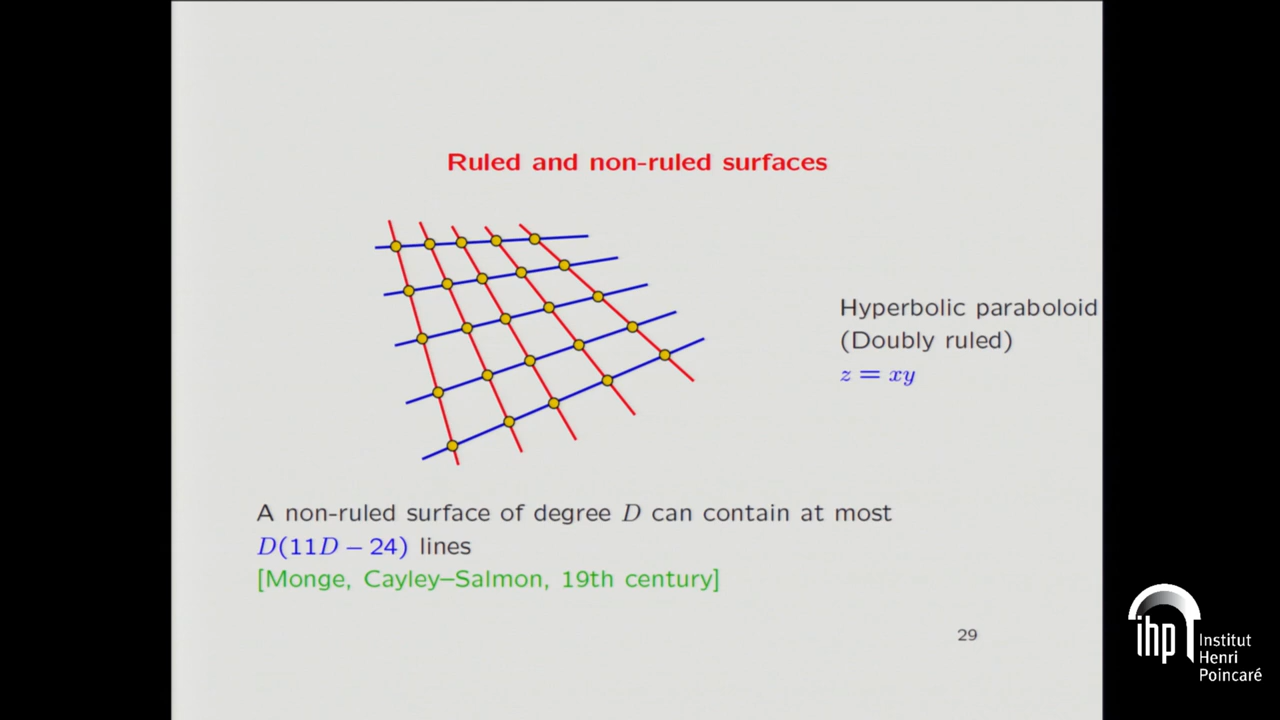 Ruled and non-ruled surfaces
Hyperbolic paraboloid
(Doubly ruled)
z = xy
A non-ruled surface of degree D can contain at most
D(11D − 24) lines
[Monge, Cayley–Salmon, 19th century]
29
ihp Institut
Henri
Poincaré